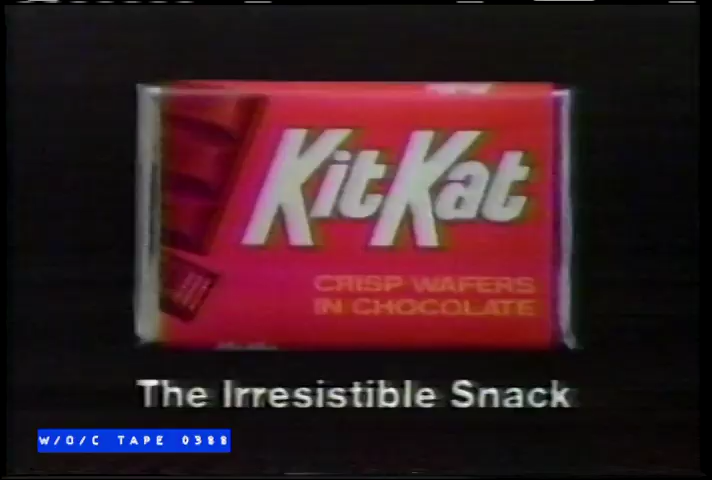 KitKat
CRISP WAFERS
IN CHOCOLATE
The Irresistible Snack
W/O/C TAPE 0388